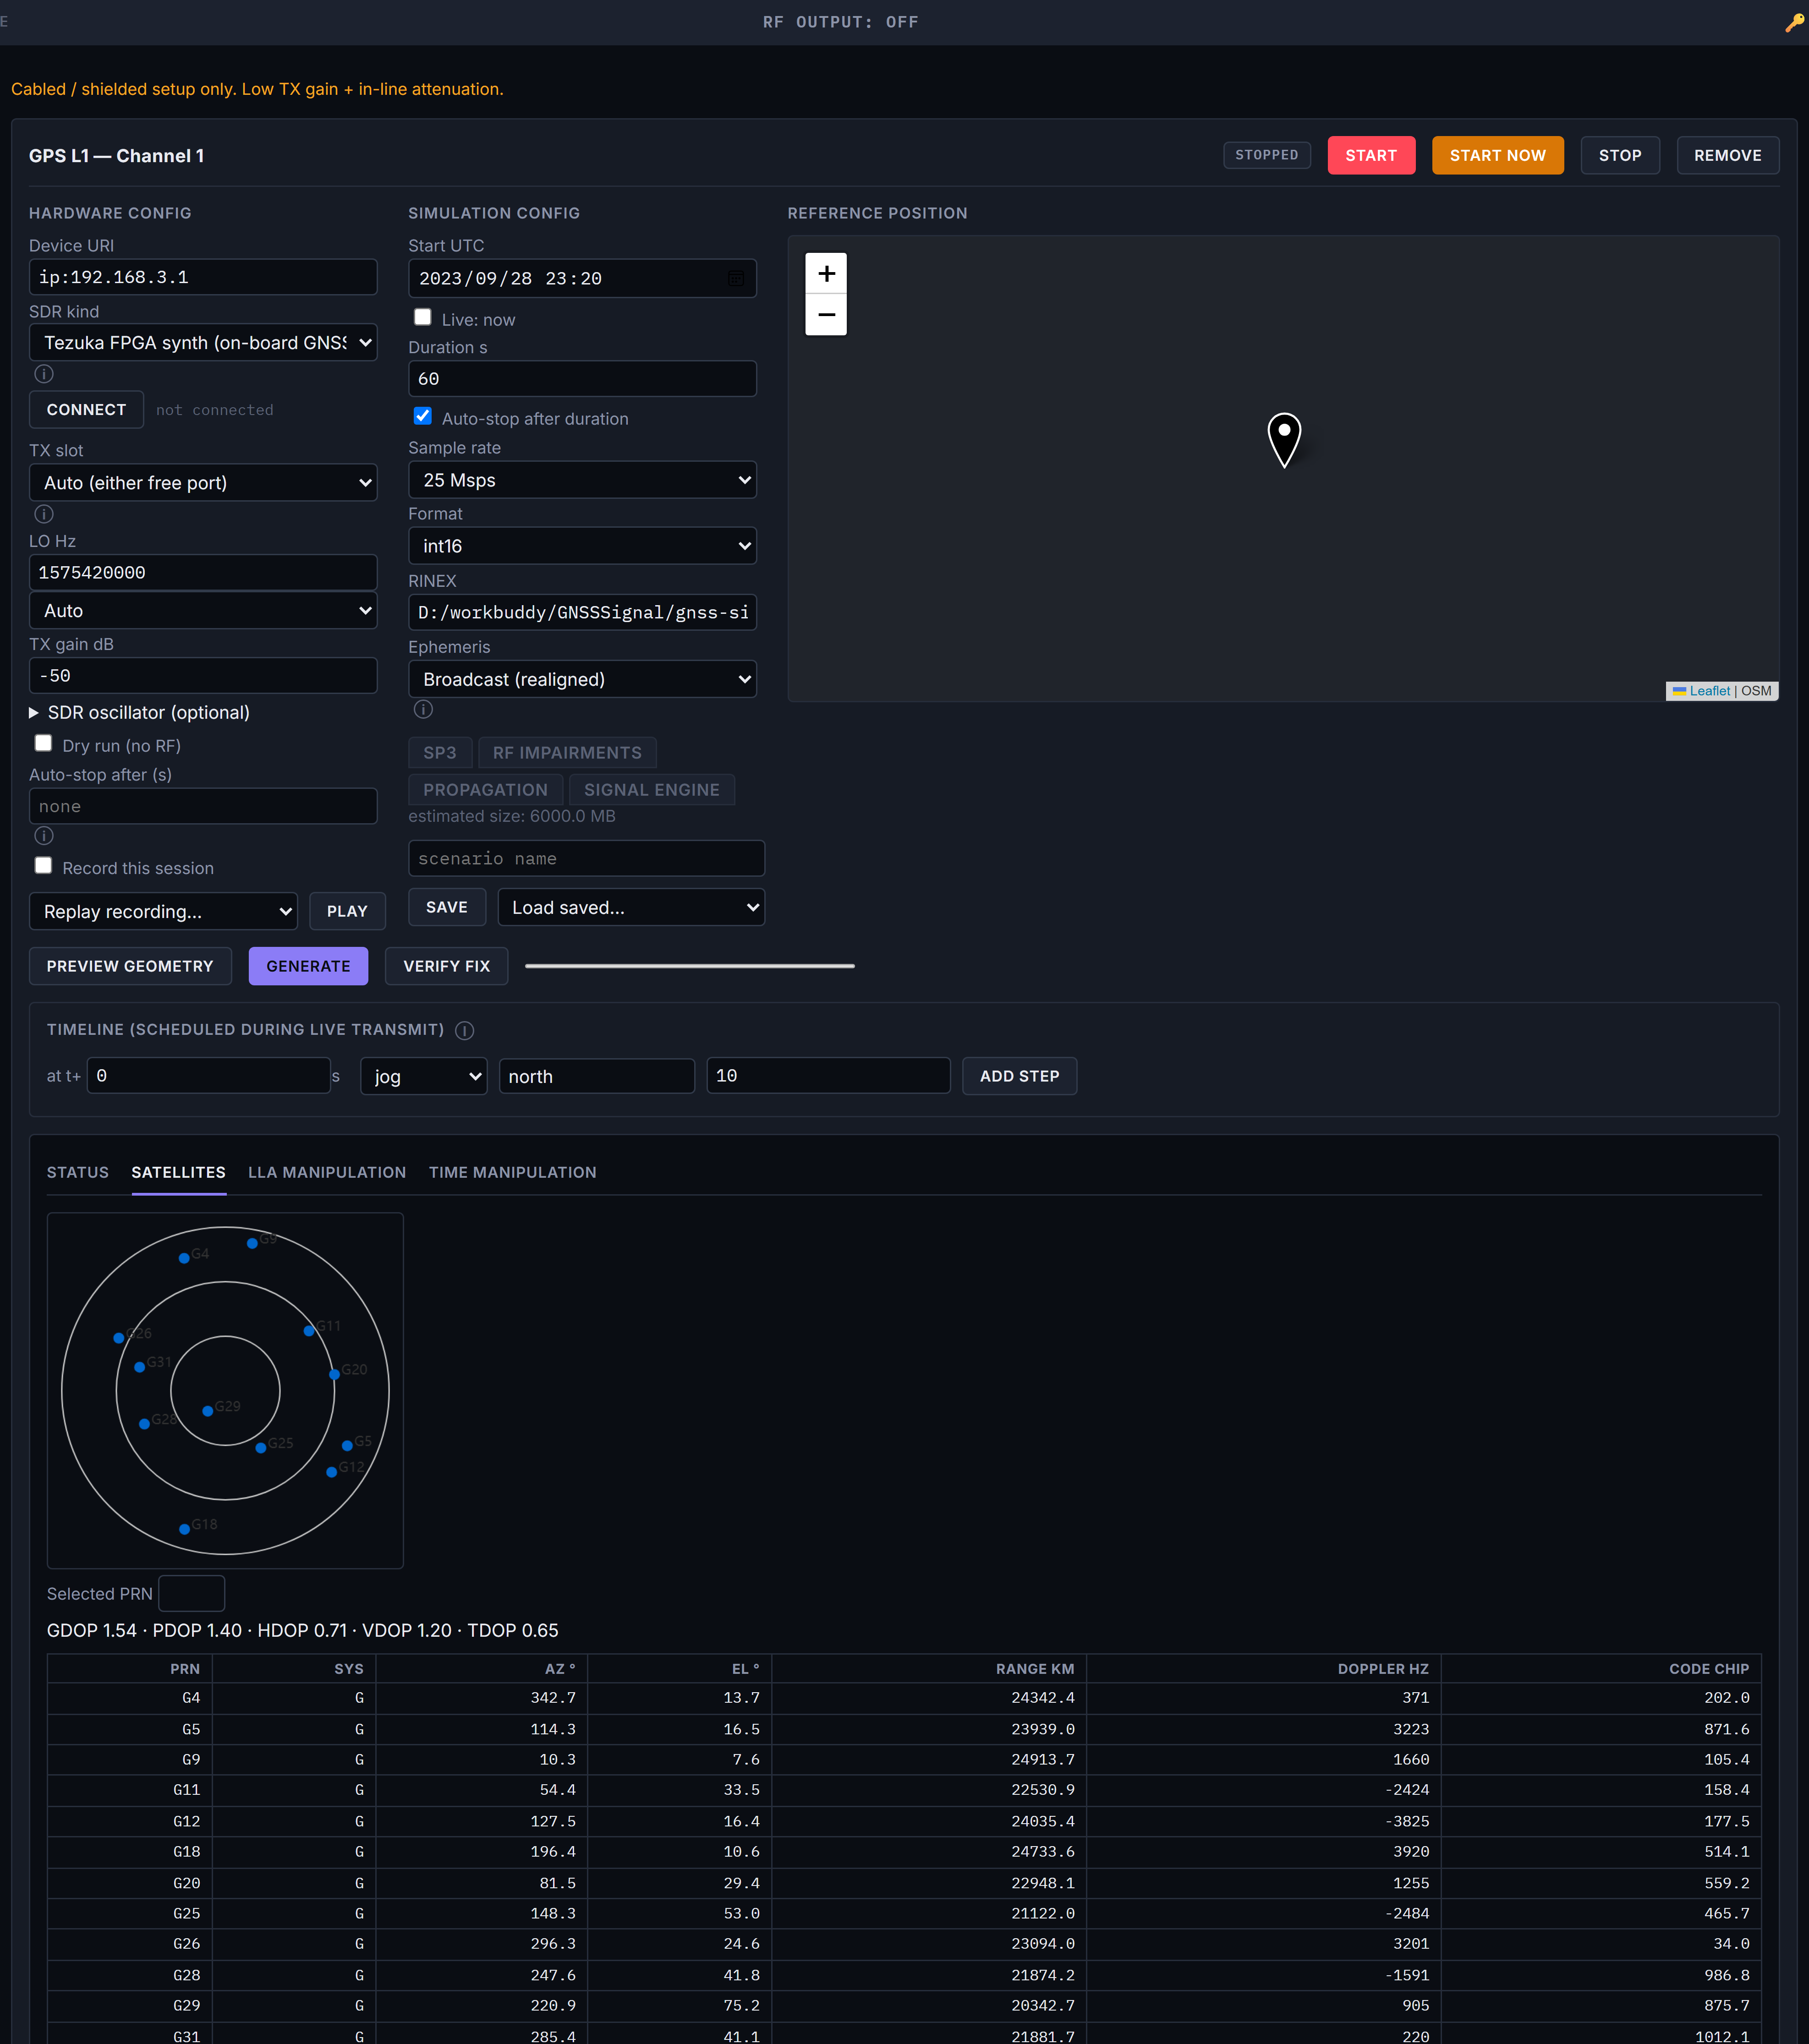 E
RF OUTPUT: OFF
Cabled / shielded setup only. Low TX gain + in-line attenuation.
GPS L1 — Channel 1
STOPPED
START
START NOW
STOP
REMOVE
HARDWARE CONFIG
Device URI
ip:192.168.3.1
SDR kind
Tezuka FPGA synth (on-board GNSS
CONNECT
not connected
TX slot
Auto (either free port)
LO Hz
1575420000
Auto
TX gain dB
-50
SDR oscillator (optional)
Dry run (no RF)
Auto-stop after (s)
none
Record this session
Replay recording...
PLAY
SIMULATION CONFIG
Start UTC
2023/09/28 23:20
Live: now
Duration s
60
Auto-stop after duration
Sample rate
25 Msps
Format
int16
RINEX
D:/workbuddy/GNSSSignal/gnss-si
Ephemeris
Broadcast (realigned)
SP3
RF IMPAIRMENTS
PROPAGATION
SIGNAL ENGINE
estimated size: 6000.0 MB
scenario name
SAVE
Load saved...
REFERENCE POSITION
+
−
Leaflet | OSM
PREVIEW GEOMETRY
GENERATE
VERIFY FIX
TIMELINE (SCHEDULED DURING LIVE TRANSMIT)
at t+ 0 s jog north 10 ADD STEP
STATUS SATELLITES LLA MANIPULATION TIME MANIPULATION
G9
G4
G11
G26
G31
G20
G29
G28
G25
G5
G12
G18
Selected PRN
GDOP 1.54 · PDOP 1.40 · HDOP 0.71 · VDOP 1.20 · TDOP 0.65
PRN SYS AZ ° EL ° RANGE KM DOPPLER HZ CODE CHIP
G4 G 342.7 13.7 24342.4 371 202.0
G5 G 114.3 16.5 23939.0 3223 871.6
G9 G 10.3 7.6 24913.7 1660 105.4
G11 G 54.4 33.5 22530.9 -2424 158.4
G12 G 127.5 16.4 24035.4 -3825 177.5
G18 G 196.4 10.6 24733.6 3920 514.1
G20 G 81.5 29.4 22948.1 1255 559.2
G25 G 148.3 53.0 21122.0 -2484 465.7
G26 G 296.3 24.6 23094.0 3201 34.0
G28 G 247.6 41.8 21874.2 -1591 986.8
G29 G 220.9 75.2 20342.7 905 875.7
G31 G 285.4 41.1 21881.7 220 1012.1